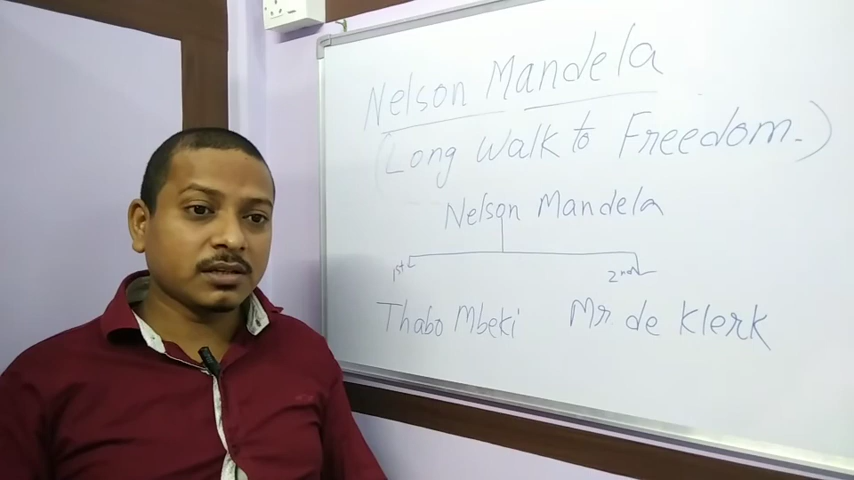 Nelson Mandela
(Long Walk to Freedom.)
Nelson Mandela
1st 2nd
Thabo Mbeki Mr de Klerk